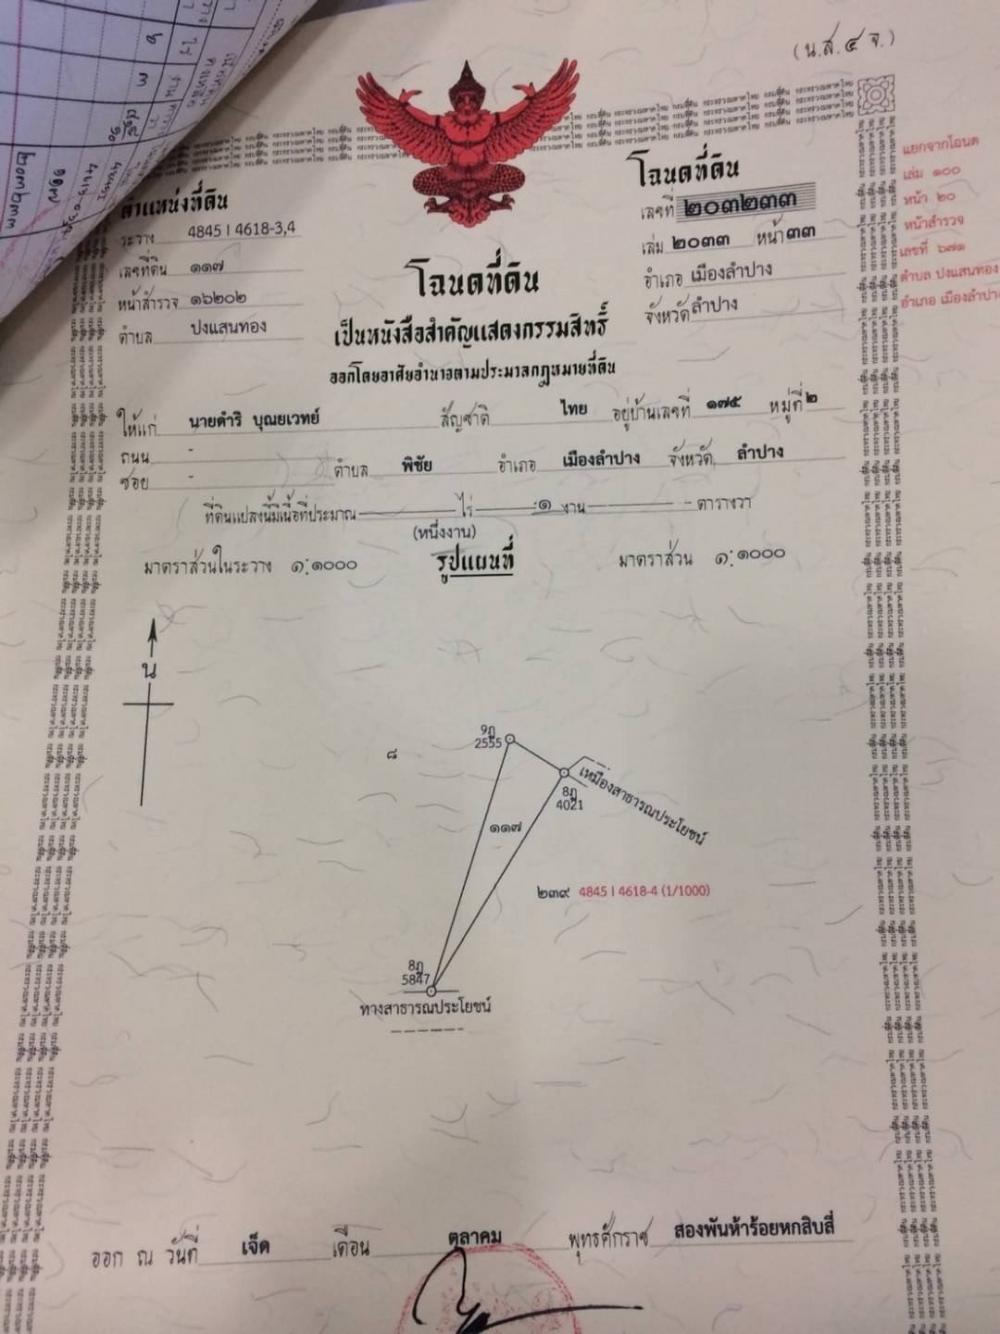 (น.ส. ๔ จ.)
ตำแหน่งที่ดิน
ระวาง 4845 I 4618-3,4
เลขที่ดิน ๑๑๗
หน้าสำรวจ ๑๖๒๐๒
ตำบล ปงแสนทอง
โฉนดที่ดิน
เลขที่ ๒๐๓๒๓๓
เล่ม ๒๐๓๓ หน้า ๓๓
อำเภอ เมืองลำปาง
จังหวัด ลำปาง
แยกจากโฉนด
เล่ม ๑๐๐
หน้า ๒๐
หน้าสำรวจ
เลขที่ ๖๗๑
ตำบล ปงแสนทอง
อำเภอ เมืองลำปาง
โฉนดที่ดิน
เป็นหนังสือสำคัญแสดงกรรมสิทธิ์
ออกโดยอาศัยอำนาจตามประมวลกฎหมายที่ดิน
ให้แก่ นายดำริ บุณยเวทย์ สัญชาติ ไทย อยู่บ้านเลขที่ ๑๗๕ หมู่ที่ ๒
ถนน -
ซอย - ตำบล พิชัย อำเภอ เมืองลำปาง จังหวัด ลำปาง
ที่ดินแปลงนี้มีเนื้อที่ประมาณ - ไร่ ๑ งาน - ตารางวา
(หนึ่งงาน)
มาตราส่วนในระวาง ๑:๑๐๐๐ รูปแผนที่ มาตราส่วน ๑:๑๐๐๐
น
๘
9ฎ
2555
8ฎ
4021
เหมืองสาธารณประโยชน์
๑๑๗
๒๓๙ 4845 I 4618-4 (1/1000)
8ฎ
5847
ทางสาธารณประโยชน์
ออก ณ วันที่ เจ็ด เดือน ตุลาคม พุทธศักราช สองพันห้าร้อยหกสิบสี่